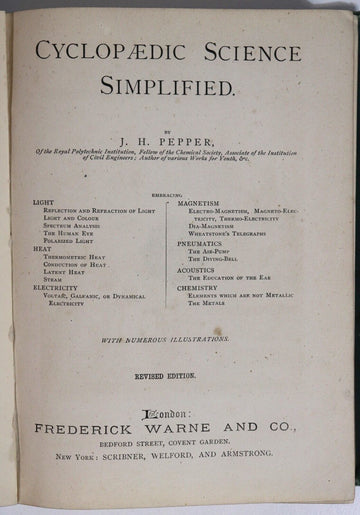 CYCLOPÆDIC SCIENCE
SIMPLIFIED.
BY
J. H. PEPPER,
Of the Royal Polytechnic Institution, Fellow of the Chemical Society, Associate of the Institution
of Civil Engineers; Author of various Works for Youth, &c.
EMBRACING
LIGHT
REFLECTION AND REFRACTION OF LIGHT
LIGHT AND COLOUR
SPECTRUM ANALYSIS
THE HUMAN EYE
POLARIZED LIGHT
HEAT
THERMOMETRIC HEAT
CONDUCTION OF HEAT
LATENT HEAT
STEAM
ELECTRICITY
VOLTAIC, GALVANIC, OR DYNAMICAL
ELECTRICITY
MAGNETISM
ELECTRO-MAGNETISM, MAGNETO-ELEC-
TRICITY, THERMO-ELECTRICITY
DIA-MAGNETISM
WHEATSTONE'S TELEGRAPHS
PNEUMATICS
THE AIR-PUMP
THE DIVING-BELL
ACOUSTICS
THE EDUCATION OF THE EAR
CHEMISTRY
ELEMENTS WHICH ARE NOT METALLIC
THE METALS
WITH NUMEROUS ILLUSTRATIONS.
REVISED EDITION.
London:
FREDERICK WARNE AND CO.,
BEDFORD STREET, COVENT GARDEN.
NEW YORK: SCRIBNER, WELFORD, AND ARMSTRONG.